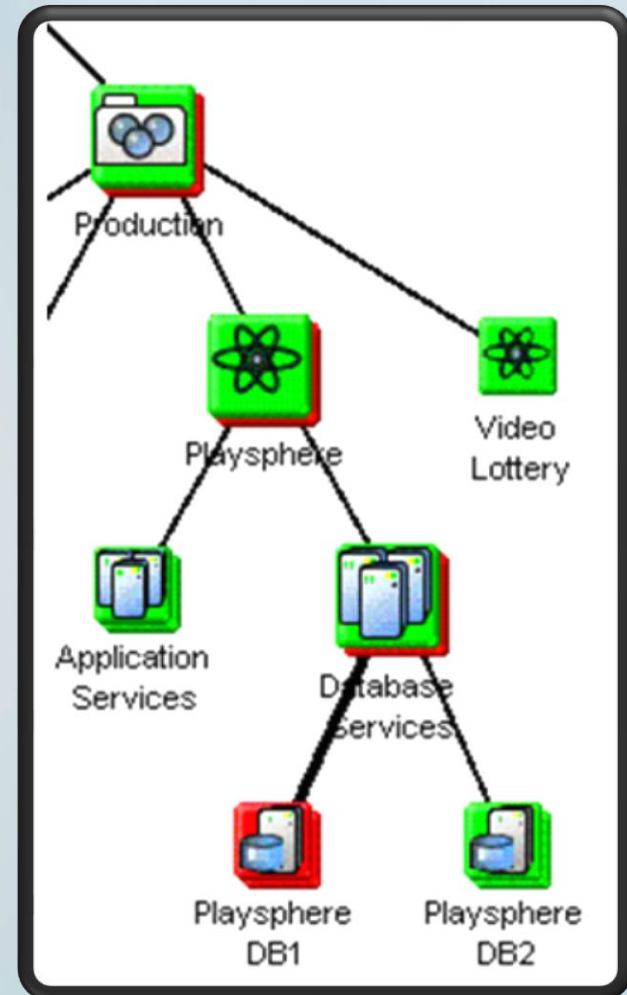 Production
Playsphere
Video
Lottery
Application
Services
Database
Services
Playsphere
DB1
Playsphere
DB2